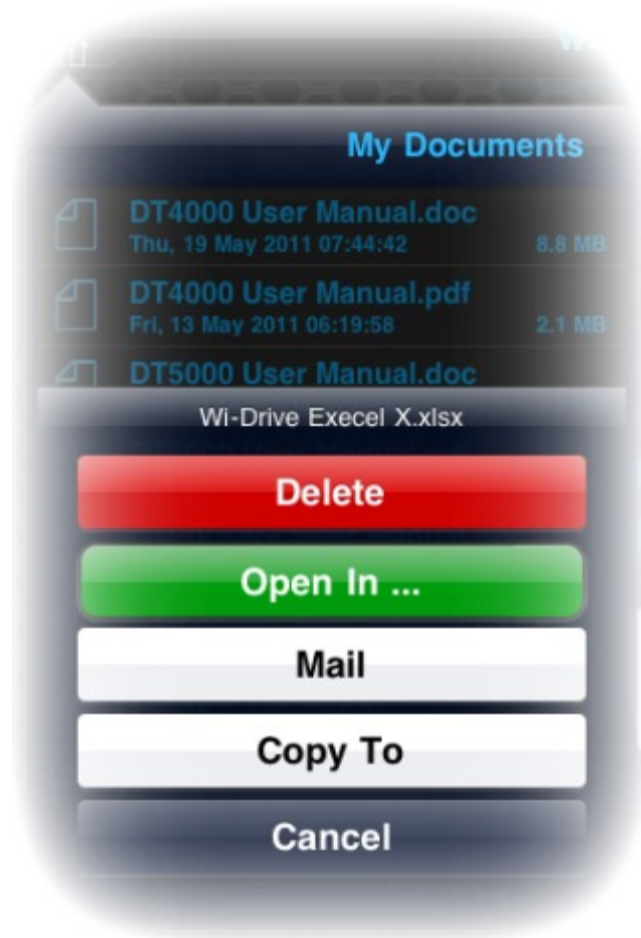 My Documents
DT4000 User Manual.doc
Thu, 19 May 2011 07:44:42 8.8 MB
DT4000 User Manual.pdf
Fri, 13 May 2011 06:19:58 2.1 MB
DT5000 User Manual.doc
Wi-Drive Execel X.xlsx
Delete
Open In ...
Mail
Copy To
Cancel